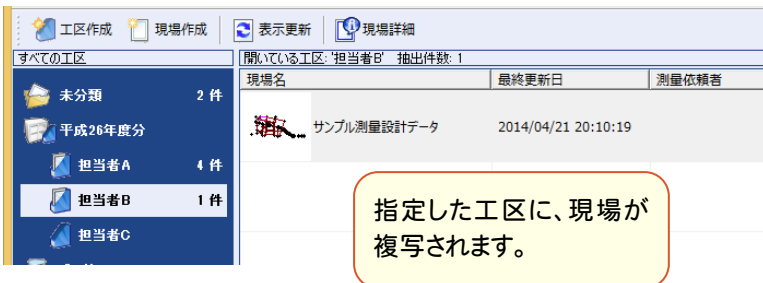 工区作成 現場作成 表示更新 現場詳細
すべての工区
開いている工区: '担当者B' 抽出件数: 1
現場名 最終更新日 測量依頼者
未分類 2 件
平成26年度分
サンプル測量設計データ 2014/04/21 20:10:19
担当者A 4 件
担当者B 1 件
担当者C
指定した工区に、現場が
複写されます。